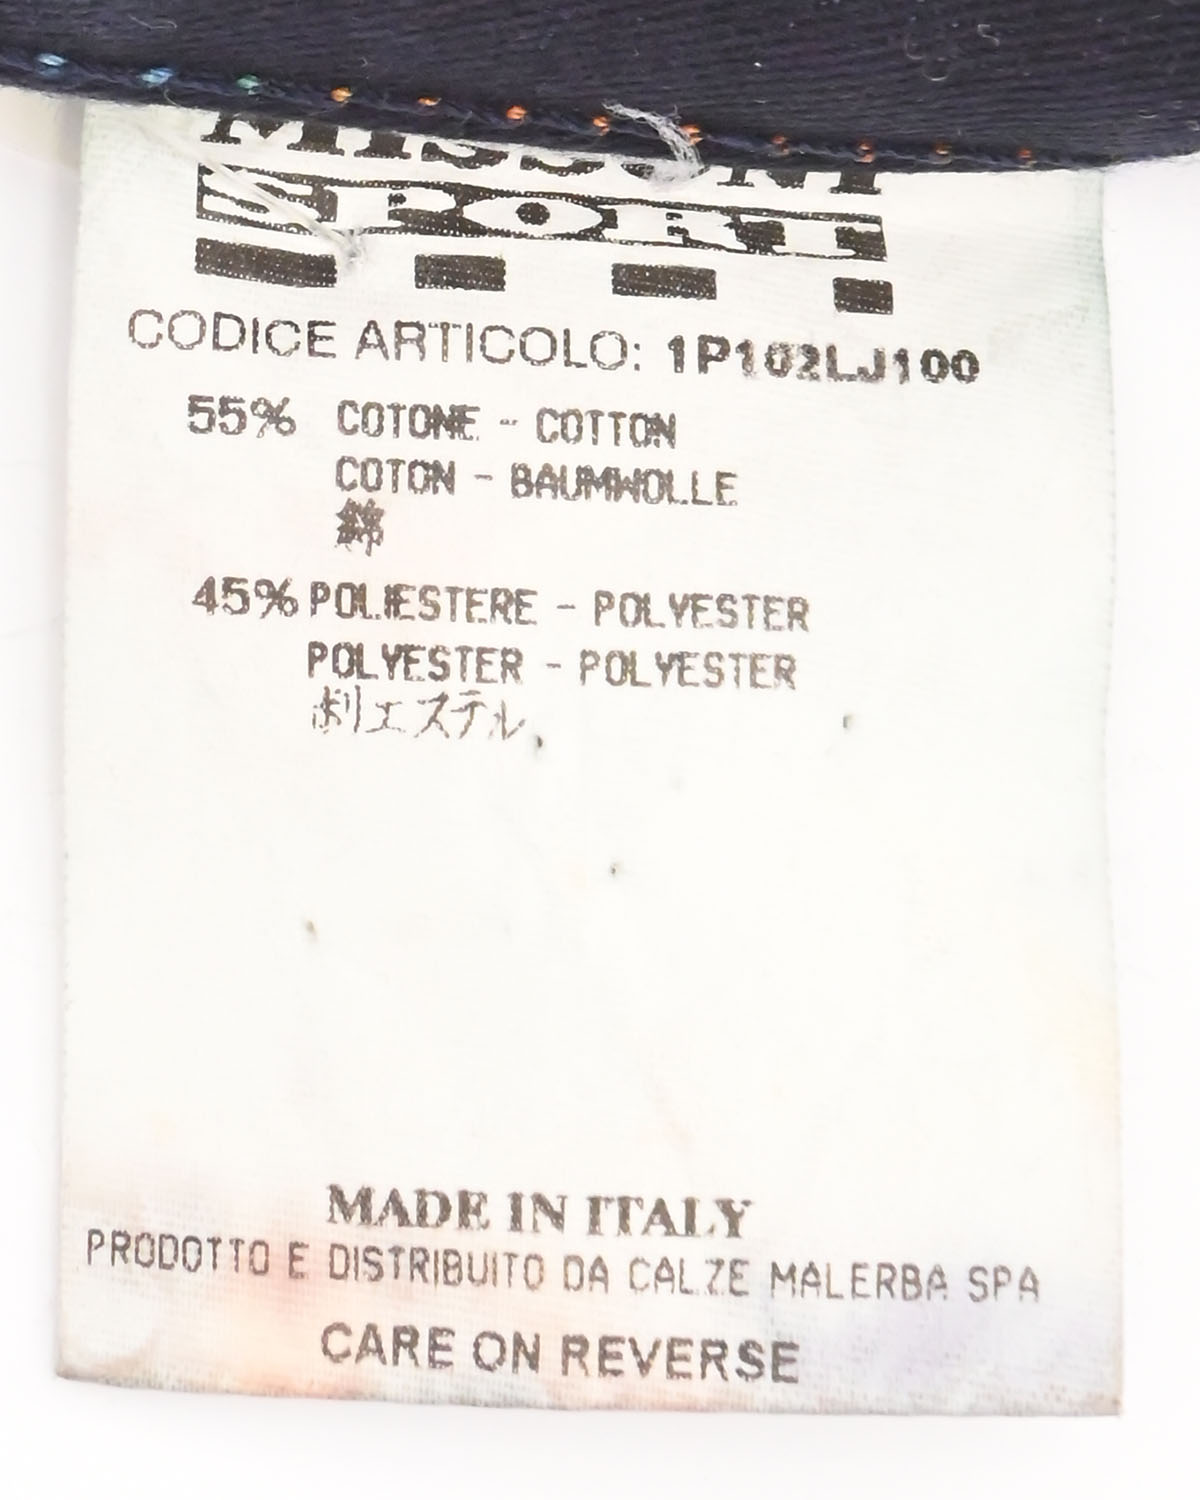 MISSONI
SPORT
CODICE ARTICOLO: 1P102LJ100
55% COTONE - COTTON
COTON - BAUMWOLLE
綿
45% POLIESTERE - POLYESTER
POLYESTER - POLYESTER
ポリエステル
MADE IN ITALY
PRODOTTO E DISTRIBUITO DA CALZE MALERBA SPA
CARE ON REVERSE